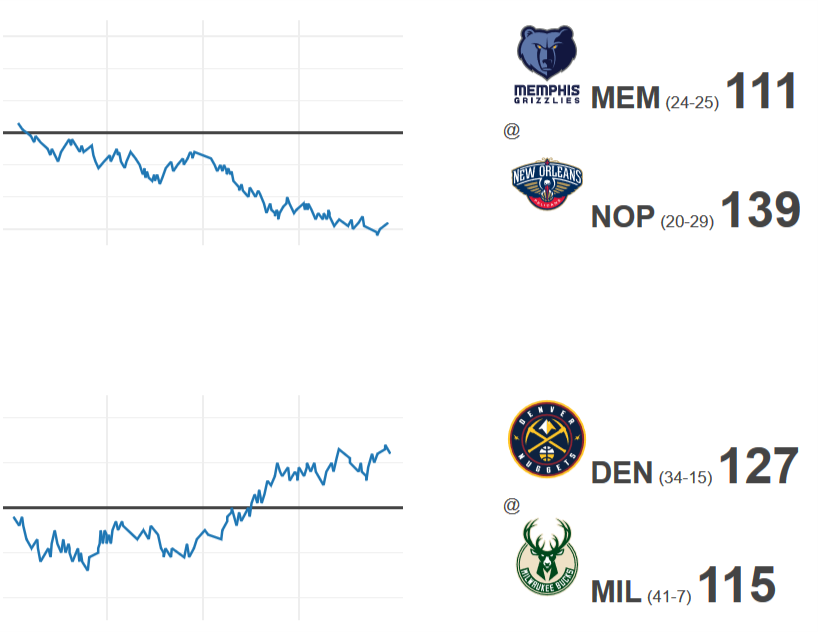 MEMPHIS
GRIZZLIES
MEM (24-25) 111
@
NEW ORLEANS
PELICANS
NOP (20-29) 139
DENVER
NUGGETS
DEN (34-15) 127
@
MILWAUKEE BUCKS
MIL (41-7) 115